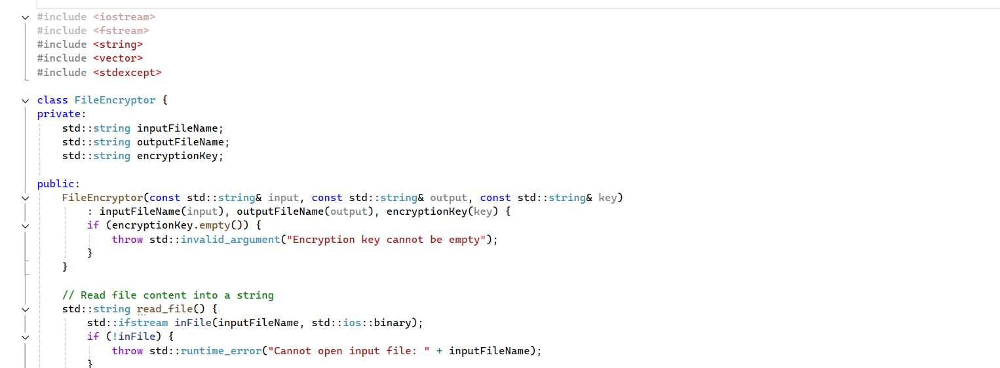 #include <iostream>
#include <fstream>
#include <string>
#include <vector>
#include <stdexcept>

class FileEncryptor {
private:
    std::string inputFileName;
    std::string outputFileName;
    std::string encryptionKey;

public:
    FileEncryptor(const std::string& input, const std::string& output, const std::string& key)
        : inputFileName(input), outputFileName(output), encryptionKey(key) {
        if (encryptionKey.empty()) {
            throw std::invalid_argument("Encryption key cannot be empty");
        }
    }

    // Read file content into a string
    std::string read_file() {
        std::ifstream inFile(inputFileName, std::ios::binary);
        if (!inFile) {
            throw std::runtime_error("Cannot open input file: " + inputFileName);
        }